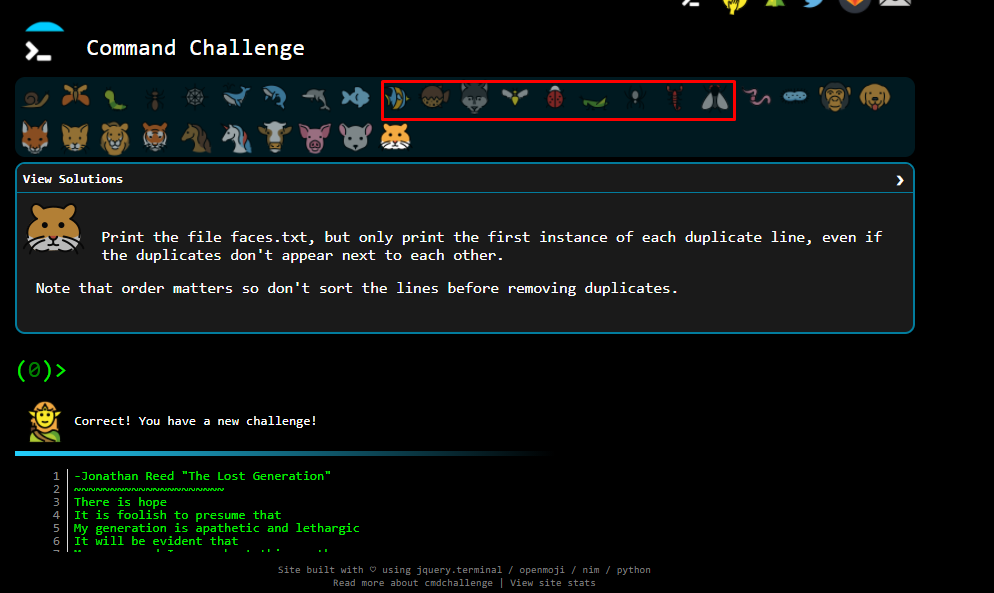 Command Challenge
View Solutions
Print the file faces.txt, but only print the first instance of each duplicate line, even if
the duplicates don't appear next to each other.
Note that order matters so don't sort the lines before removing duplicates.
(0)>
Correct! You have a new challenge!
1 -Jonathan Reed "The Lost Generation"
2 ~~~~~~~~~~~~~~~~~~~~~
3 There is hope
4 It is foolish to presume that
5 My generation is apathetic and lethargic
6 It will be evident that
Site built with ♡ using jquery.terminal / openmoji / nim / python
Read more about cmdchallenge | View site stats